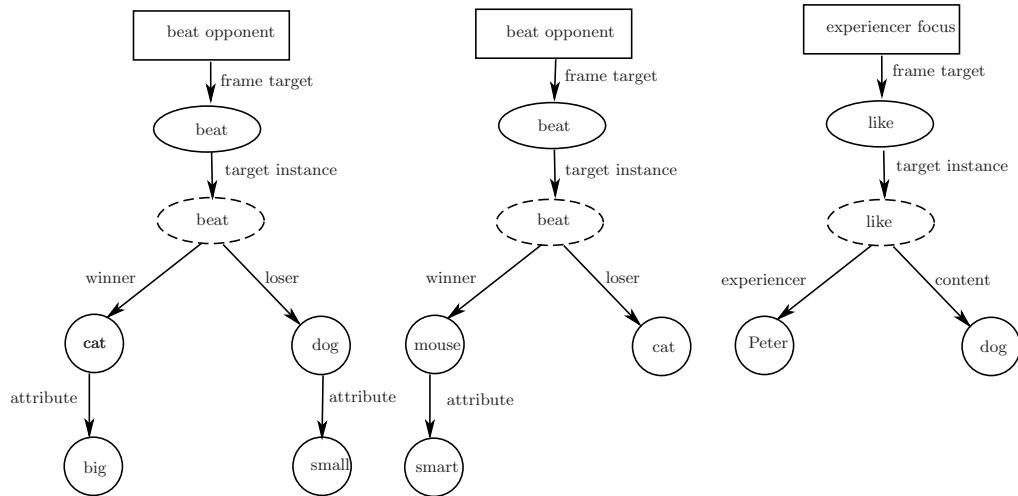 beat opponent
frame target
beat
target instance
beat
winner
loser
cat
dog
attribute
attribute
big
small
beat opponent
frame target
beat
target instance
beat
winner
loser
mouse
cat
attribute
smart
experiencer focus
frame target
like
target instance
like
experiencer
content
Peter
dog